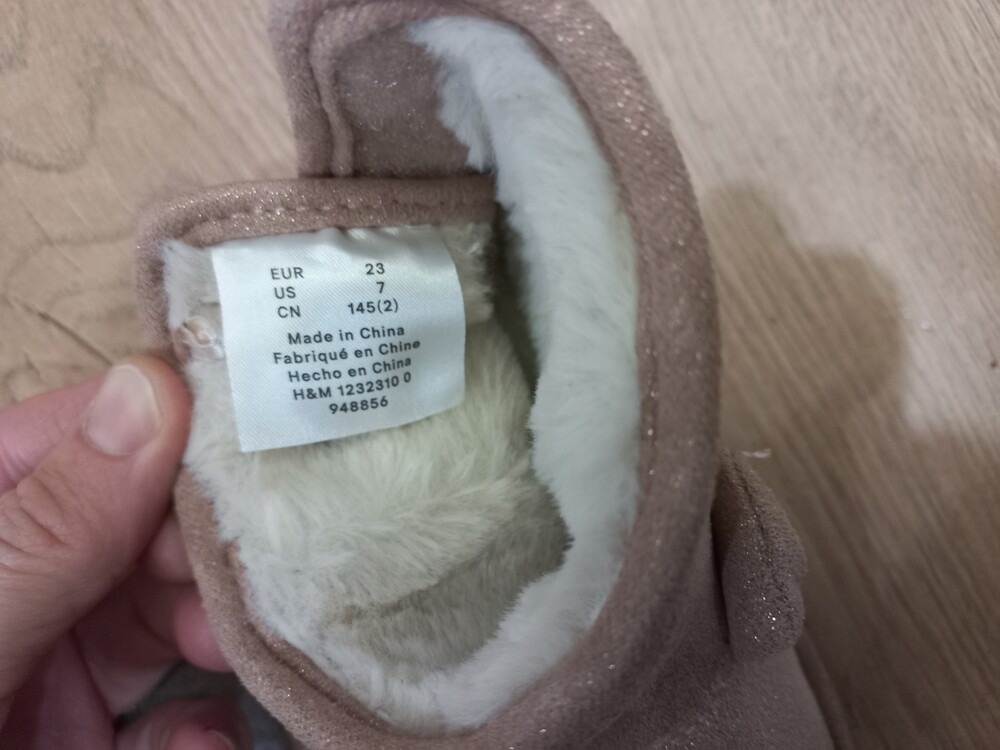 EUR 23
US 7
CN 145(2)
Made in China
Fabriqué en Chine
Hecho en China
H&M 1232310 0
948856